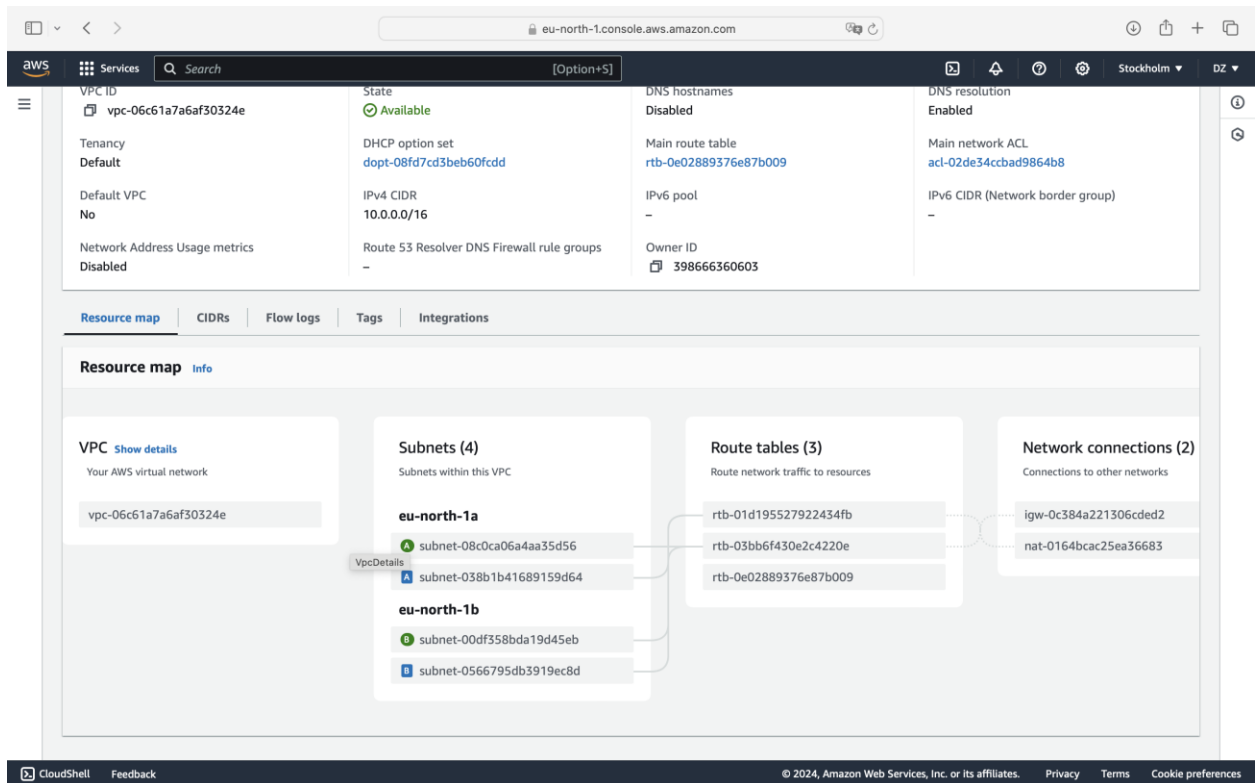 eu-north-1.console.aws.amazon.com
aws
Services
Search
[Option+S]
Stockholm
DZ
VPC ID
vpc-06c61a7a6af30324e
State
Available
DNS hostnames
Disabled
DNS resolution
Enabled
Tenancy
Default
DHCP option set
dopt-08fd7cd3beb60fcdd
Main route table
rtb-0e02889376e87b009
Main network ACL
acl-02de34ccbad9864b8
Default VPC
No
IPv4 CIDR
10.0.0.0/16
IPv6 pool
–
IPv6 CIDR (Network border group)
–
Network Address Usage metrics
Disabled
Route 53 Resolver DNS Firewall rule groups
–
Owner ID
398666360603
Resource map
CIDRs
Flow logs
Tags
Integrations
Resource map Info
VPC Show details
Your AWS virtual network
vpc-06c61a7a6af30324e
VpcDetails
Subnets (4)
Subnets within this VPC
eu-north-1a
A subnet-08c0ca06a4aa35d56
A subnet-038b1b41689159d64
eu-north-1b
B subnet-00df358bda19d45eb
B subnet-0566795db3919ec8d
Route tables (3)
Route network traffic to resources
rtb-01d195527922434fb
rtb-03bb6f430e2c4220e
rtb-0e02889376e87b009
Network connections (2)
Connections to other networks
igw-0c384a221306cded2
nat-0164bcac25ea36683
CloudShell
Feedback
© 2024, Amazon Web Services, Inc. or its affiliates.
Privacy
Terms
Cookie preferences